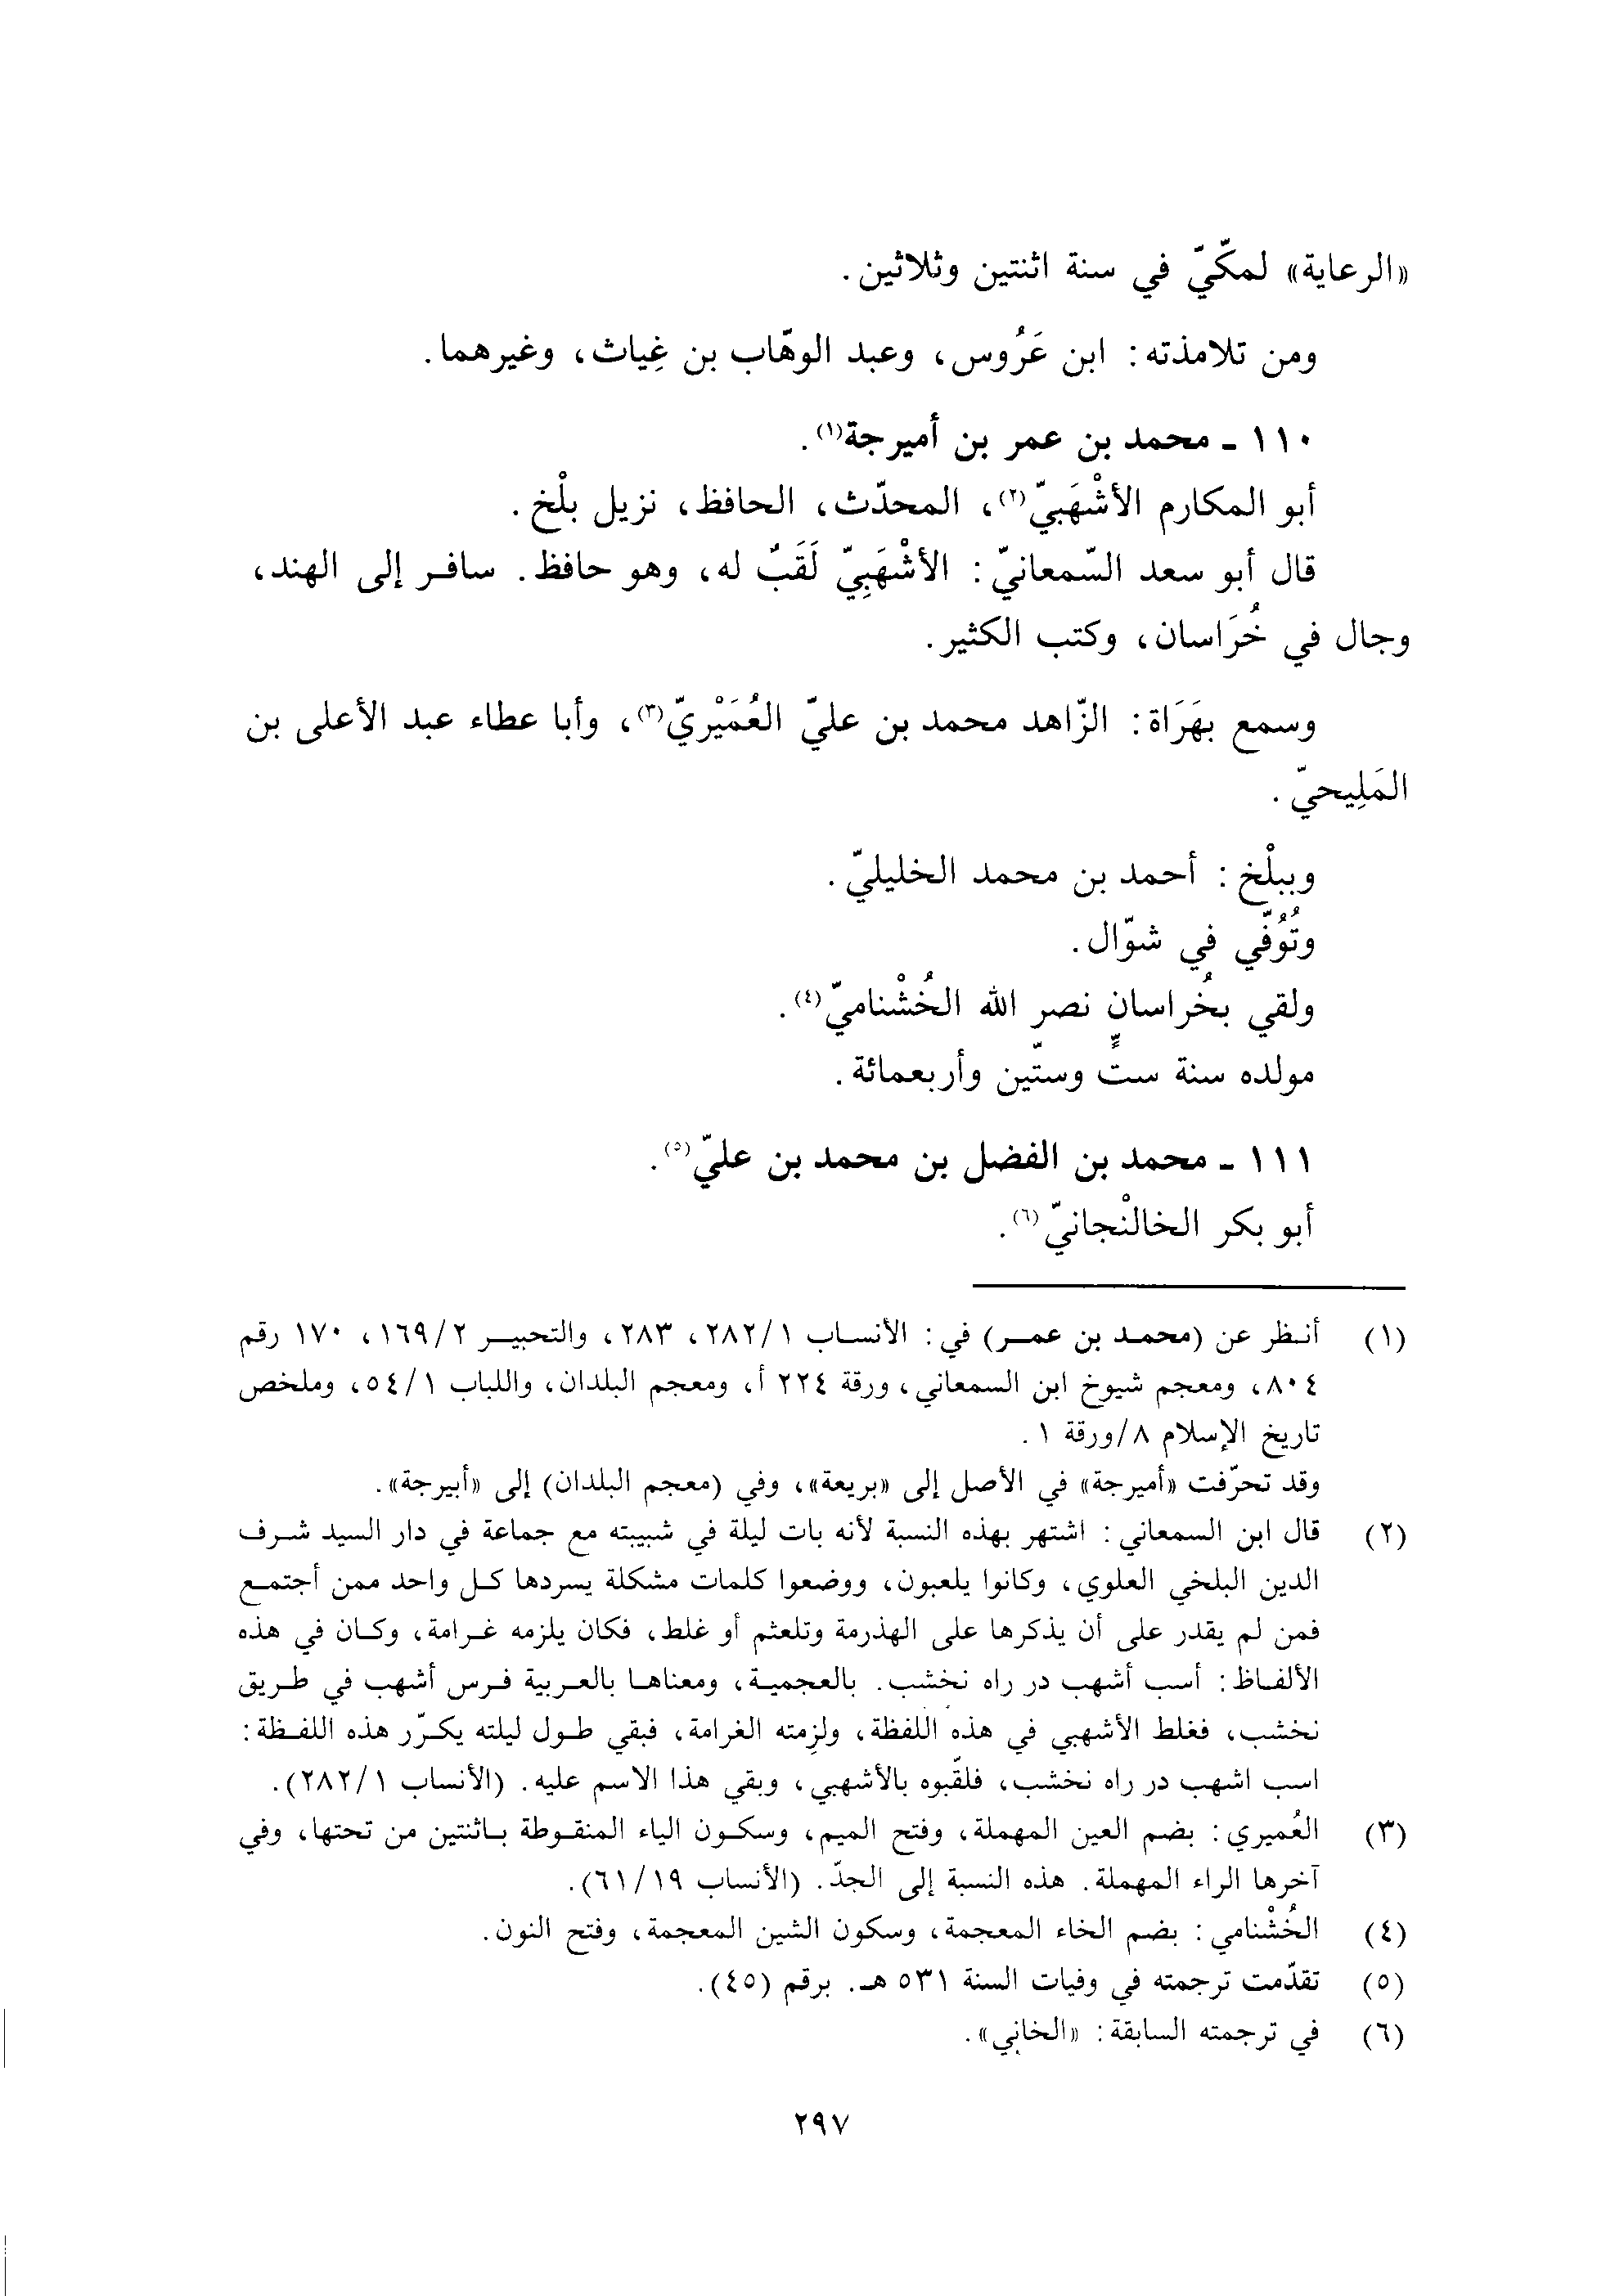 «الرعاية» لمكّيّ في سنة اثنتين وثلاثين.
ومن تلامذته: ابن عَرُوس، وعبد الوهّاب بن غِياث، وغيرهما.
١١٠ ـ محمد بن عمر بن أميرجة(١).
أبو المكارم الأشْهَبيّ(٢)، المحدّث، الحافظ، نزيل بلْخ.
قال أبو سعد السّمعانيّ: الأشْهَبِيّ لَقَبٌ له، وهو حافظ. سافر إلى الهند،
وجال في خُرَاسان، وكتب الكثير.
وسمع بهَرَاة: الزّاهد محمد بن عليّ العُمَيْريّ(٣)، وأبا عطاء عبد الأعلى بن
المَلِيحيّ.
وببلْخ: أحمد بن محمد الخليليّ.
وتُوُفّي في شوّال.
ولقي بخُراسان نصر الله الخُشْناميّ(٤).
مولده سنة ستٍّ وستّين وأربعمائة.
١١١ ـ محمد بن الفضل بن محمد بن عليّ(٥).
أبو بكر الخالنْجانيّ(٦).
(١) أنظر عن (محمد بن عمر) في: الأنساب ٢٨٢/١، ٢٨٣، والتحبير ١٦٩/٢، ١٧٠ رقم
٨٠٤، ومعجم شيوخ ابن السمعاني، ورقة ٢٢٤ أ، ومعجم البلدان، واللباب ٥٤/١، وملخص
تاريخ الإسلام ٨/ورقة ١.
وقد تحرّفت «أميرجة» في الأصل إلى «بريعة»، وفي (معجم البلدان) إلى «أبيرجة».
(٢) قال ابن السمعاني: اشتهر بهذه النسبة لأنه بات ليلة في شبيبته مع جماعة في دار السيد شرف
الدين البلخي العلوي، وكانوا يلعبون، ووضعوا كلمات مشكلة يسردها كل واحد ممن أجتمع
فمن لم يقدر على أن يذكرها على الهذرمة وتلعثم أو غلط، فكان يلزمه غرامة، وكان في هذه
الألفاظ: أسب أشهب در راه نخشب. بالعجمية، ومعناها بالعربية فرس أشهب في طريق
نخشب، فغلط الأشهبي في هذه اللفظة، ولزمته الغرامة، فبقي طول ليلته يكرّر هذه اللفظة:
اسب اشهب در راه نخشب، فلقّبوه بالأشهبي، وبقي هذا الاسم عليه. (الأنساب ٢٨٢/١).
(٣) العُميري: بضم العين المهملة، وفتح الميم، وسكون الياء المنقوطة باثنتين من تحتها، وفي
آخرها الراء المهملة. هذه النسبة إلى الجدّ. (الأنساب ٦١/١٩).
(٤) الخُشْنامي: بضم الخاء المعجمة، وسكون الشين المعجمة، وفتح النون.
(٥) تقدّمت ترجمته في وفيات السنة ٥٣١ هـ. برقم (٤٥).
(٦) في ترجمته السابقة: «الخاني».
٢٩٧